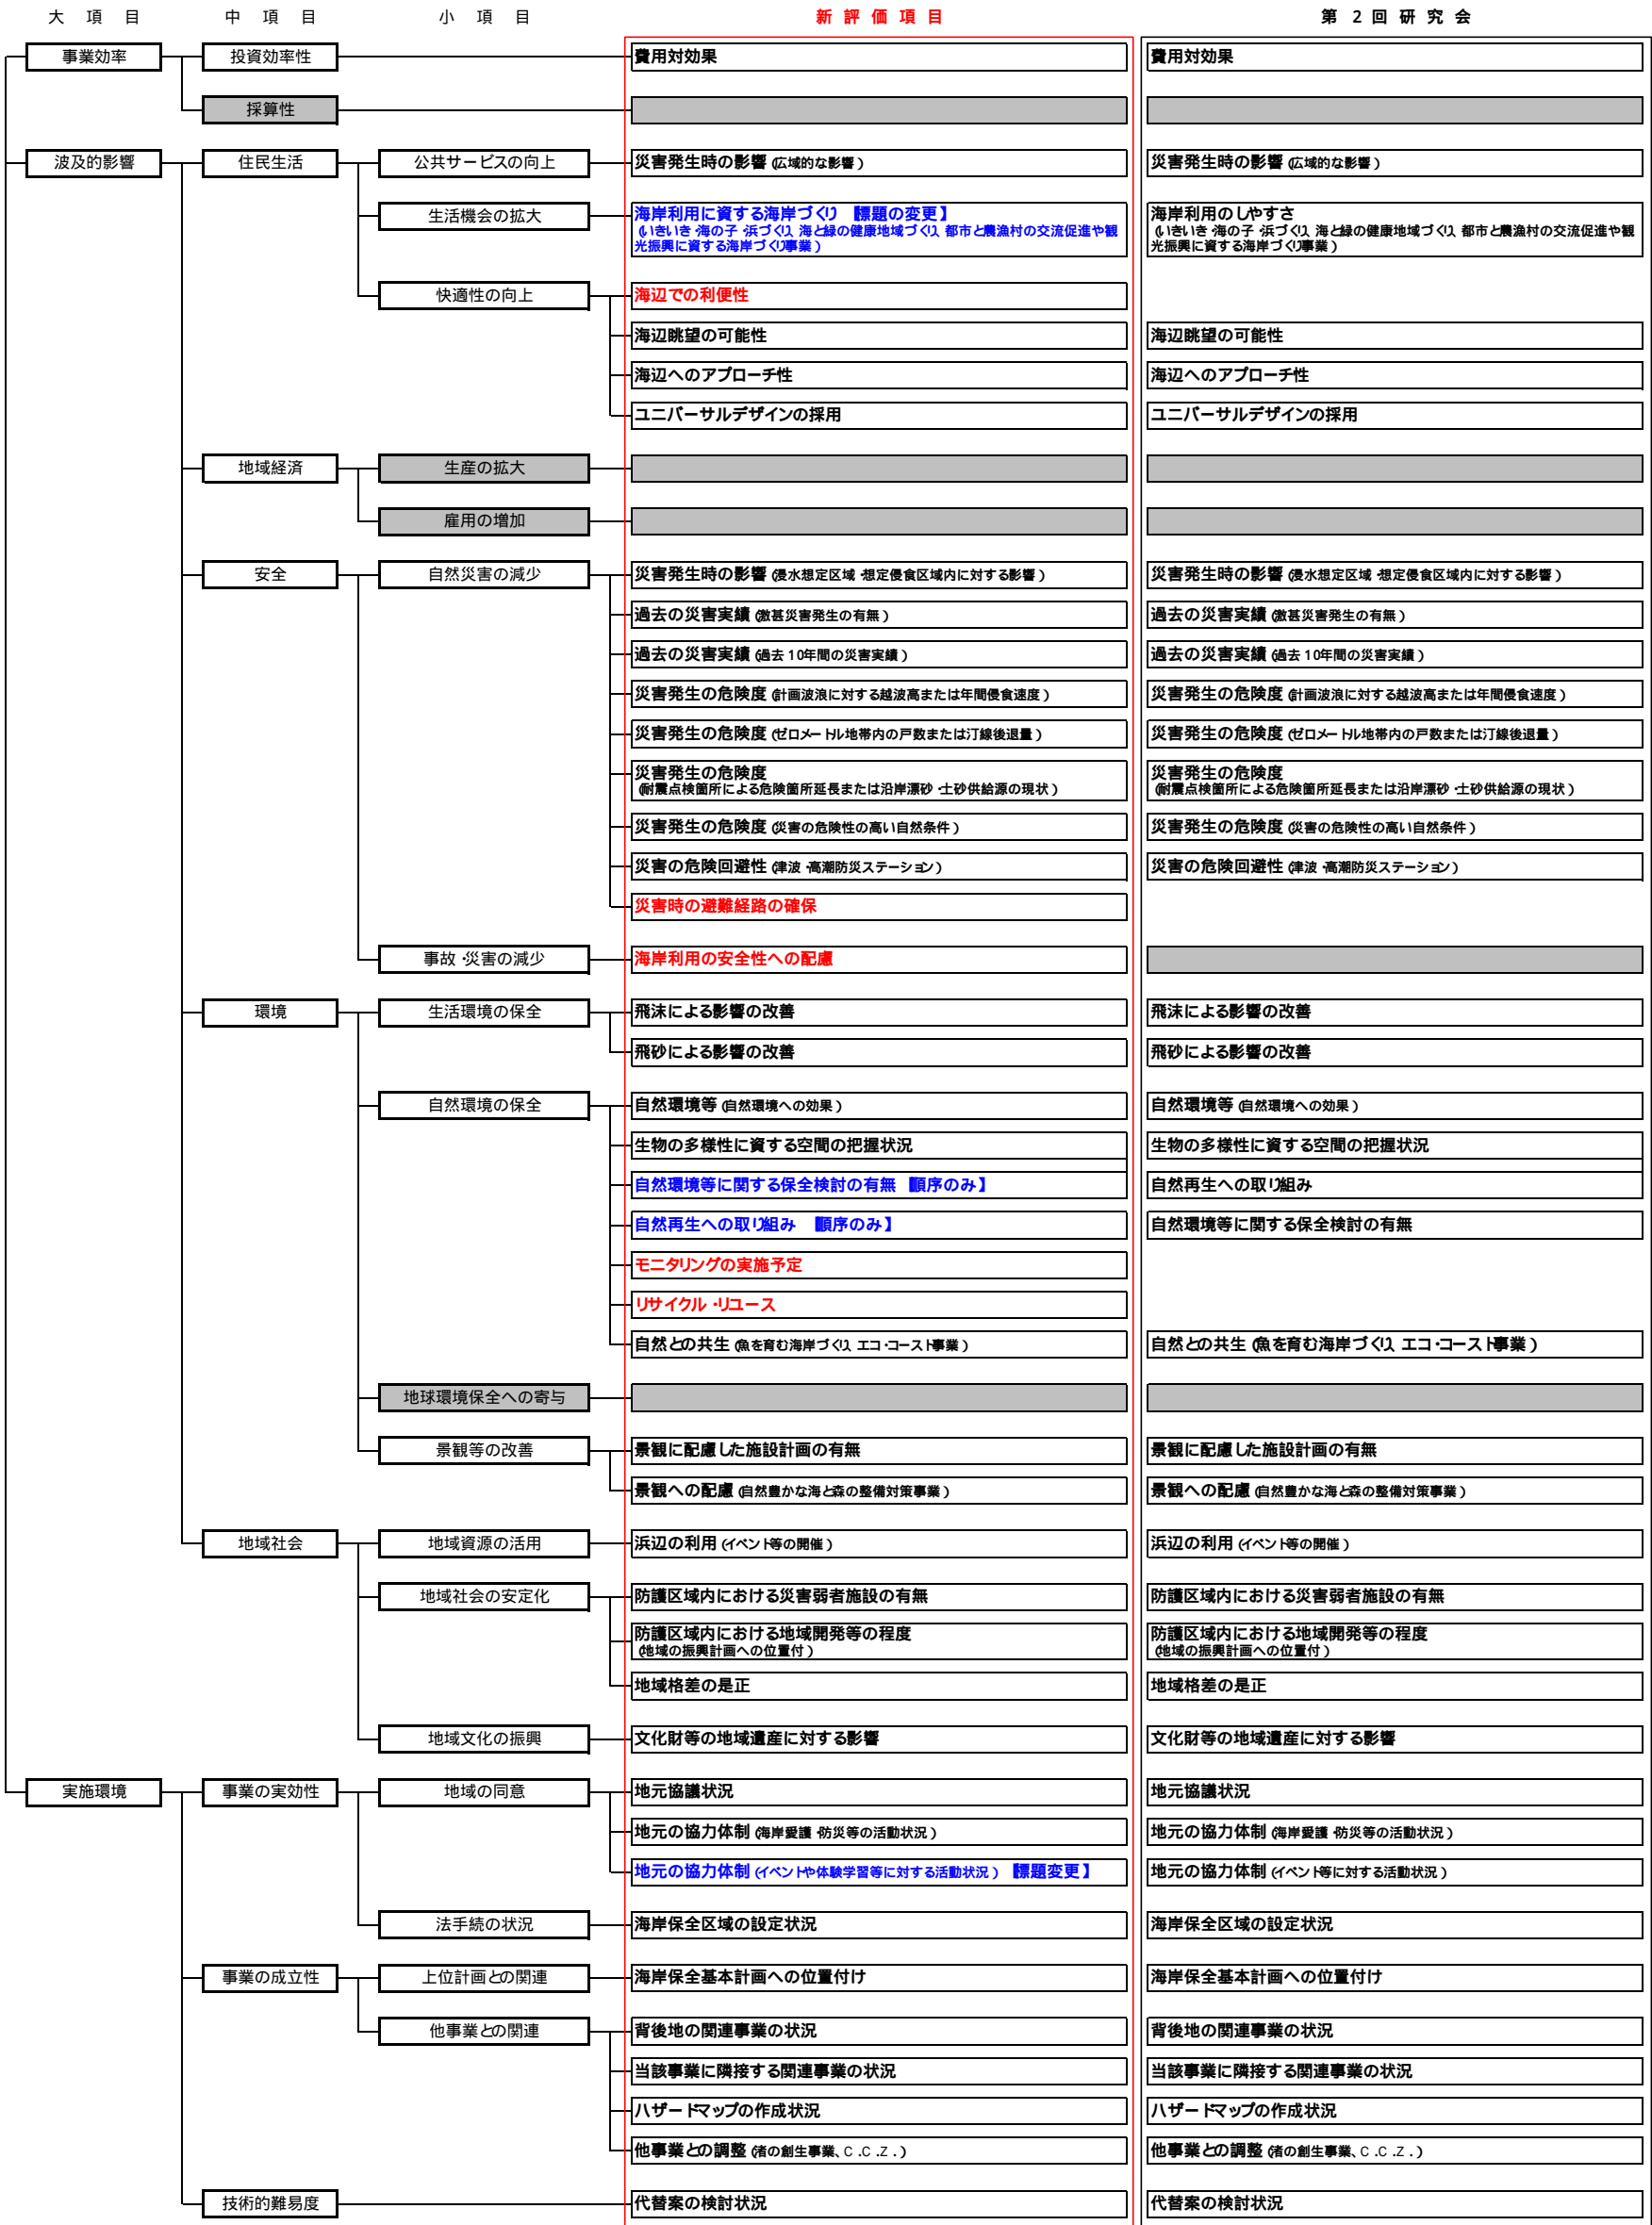 大 項 目 中 項 目 小 項 目 新 評 価 項 目 第 2 回 研 究 会
事業効率 投資効率性 費用対効果 費用対効果
採算性
波及的影響 住民生活 公共サービスの向上 災害発生時の影響(広域的な影響) 災害発生時の影響(広域的な影響)
生活機会の拡大 海岸利用に資する海岸づくり 【標題の変更】 海岸利用のしやすさ
(いきいき・海の子・浜づくり、海と緑の健康地域づくり、都市と農漁村の交流促進や観 (いきいき・海の子・浜づくり、海と緑の健康地域づくり、都市と農漁村の交流促進や観
光振興に資する海岸づくり事業) 光振興に資する海岸づくり事業)
快適性の向上 海辺での利便性
海辺眺望の可能性 海辺眺望の可能性
海辺へのアプローチ性 海辺へのアプローチ性
ユニバーサルデザインの採用 ユニバーサルデザインの採用
地域経済 生産の拡大
雇用の増加
安全 自然災害の減少 災害発生時の影響(浸水想定区域・想定侵食区域内に対する影響) 災害発生時の影響(浸水想定区域・想定侵食区域内に対する影響)
過去の災害実績(激甚災害発生の有無) 過去の災害実績(激甚災害発生の有無)
過去の災害実績(過去10年間の災害実績) 過去の災害実績(過去10年間の災害実績)
災害発生の危険度(計画波浪に対する越波高または年間侵食速度) 災害発生の危険度(計画波浪に対する越波高または年間侵食速度)
災害発生の危険度(ゼロメートル地帯内の戸数または汀線後退量) 災害発生の危険度(ゼロメートル地帯内の戸数または汀線後退量)
災害発生の危険度 災害発生の危険度
(耐震点検箇所による危険箇所延長または沿岸漂砂・土砂供給源の現状) (耐震点検箇所による危険箇所延長または沿岸漂砂・土砂供給源の現状)
災害発生の危険度(災害の危険性の高い自然条件) 災害発生の危険度(災害の危険性の高い自然条件)
災害の危険回避性(津波・高潮防災ステーション) 災害の危険回避性(津波・高潮防災ステーション)
災害時の避難経路の確保
事故・災害の減少 海岸利用の安全性への配慮
環境 生活環境の保全 飛沫による影響の改善 飛沫による影響の改善
飛砂による影響の改善 飛砂による影響の改善
自然環境の保全 自然環境等(自然環境への効果) 自然環境等(自然環境への効果)
生物の多様性に資する空間の把握状況 生物の多様性に資する空間の把握状況
自然環境等に関する保全検討の有無 【順序のみ】 自然再生への取り組み
自然再生への取り組み 【順序のみ】 自然環境等に関する保全検討の有無
モニタリングの実施予定
リサイクル・リユース
自然との共生(魚を育む海岸づくり、エコ・コースト事業) 自然との共生(魚を育む海岸づくり、エコ・コースト事業)
地球環境保全への寄与
景観等の改善 景観に配慮した施設計画の有無 景観に配慮した施設計画の有無
景観への配慮(自然豊かな海と森の整備対策事業) 景観への配慮(自然豊かな海と森の整備対策事業)
地域社会 地域資源の活用 浜辺の利用(イベント等の開催) 浜辺の利用(イベント等の開催)
地域社会の安定化 防護区域内における災害弱者施設の有無 防護区域内における災害弱者施設の有無
防護区域内における地域開発等の程度 防護区域内における地域開発等の程度
(地域の振興計画への位置付) (地域の振興計画への位置付)
地域格差の是正 地域格差の是正
地域文化の振興 文化財等の地域遺産に対する影響 文化財等の地域遺産に対する影響
実施環境 事業の実効性 地域の同意 地元協議状況 地元協議状況
地元の協力体制(海岸愛護・防災等の活動状況) 地元の協力体制(海岸愛護・防災等の活動状況)
地元の協力体制(イベントや体験学習等に対する活動状況) 【標題変更】 地元の協力体制(イベント等に対する活動状況)
法手続の状況 海岸保全区域の設定状況 海岸保全区域の設定状況
事業の成立性 上位計画との関連 海岸保全基本計画への位置付け 海岸保全基本計画への位置付け
他事業との関連 背後地の関連事業の状況 背後地の関連事業の状況
当該事業に隣接する関連事業の状況 当該事業に隣接する関連事業の状況
ハザードマップの作成状況 ハザードマップの作成状況
他事業との調整(渚の創生事業、C.C.Z.) 他事業との調整(渚の創生事業、C.C.Z.)
技術的難易度 代替案の検討状況 代替案の検討状況